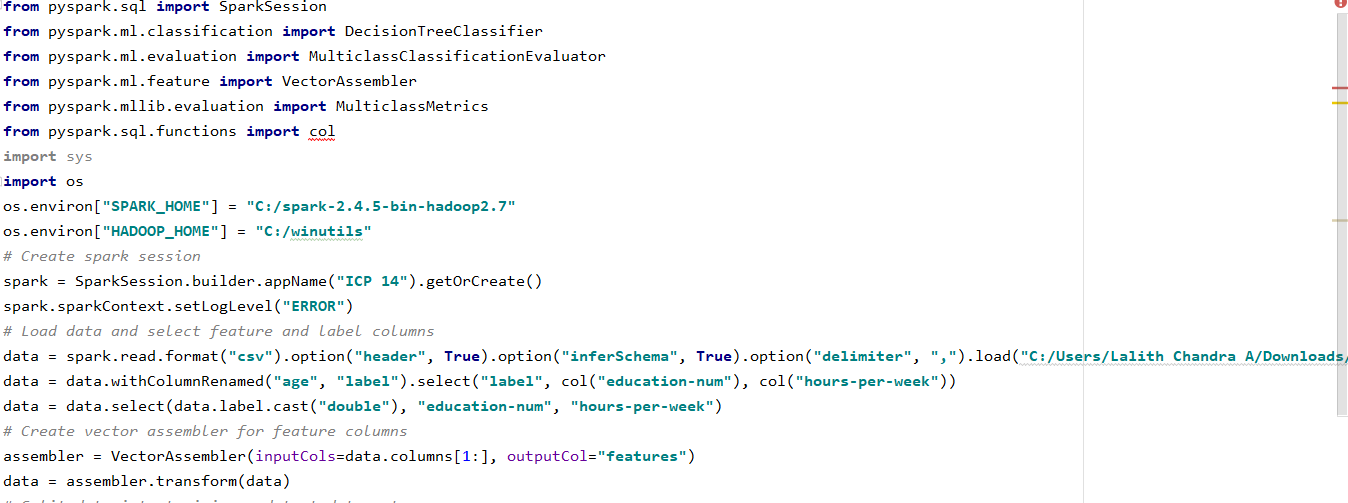 from pyspark.sql import SparkSession
from pyspark.ml.classification import DecisionTreeClassifier
from pyspark.ml.evaluation import MulticlassClassificationEvaluator
from pyspark.ml.feature import VectorAssembler
from pyspark.mllib.evaluation import MulticlassMetrics
from pyspark.sql.functions import col
import sys
import os
os.environ["SPARK_HOME"] = "C:/spark-2.4.5-bin-hadoop2.7"
os.environ["HADOOP_HOME"] = "C:/winutils"
# Create spark session
spark = SparkSession.builder.appName("ICP 14").getOrCreate()
spark.sparkContext.setLogLevel("ERROR")
# Load data and select feature and label columns
data = spark.read.format("csv").option("header", True).option("inferSchema", True).option("delimiter", ",").load("C:/Users/Lalith Chandra A/Downloads/
data = data.withColumnRenamed("age", "label").select("label", col("education-num"), col("hours-per-week"))
data = data.select(data.label.cast("double"), "education-num", "hours-per-week")
# Create vector assembler for feature columns
assembler = VectorAssembler(inputCols=data.columns[1:], outputCol="features")
data = assembler.transform(data)